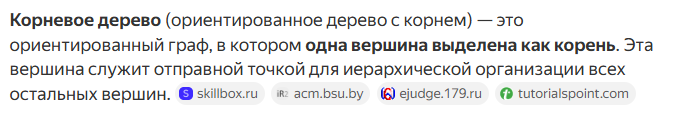 Корневое дерево (ориентированное дерево с корнем) — это
ориентированный граф, в котором одна вершина выделена как корень. Эта
вершина служит отправной точкой для иерархической организации всех
остальных вершин. S skillbox.ru iR2 acm.bsu.by ejudge.179.ru tutorialspoint.com